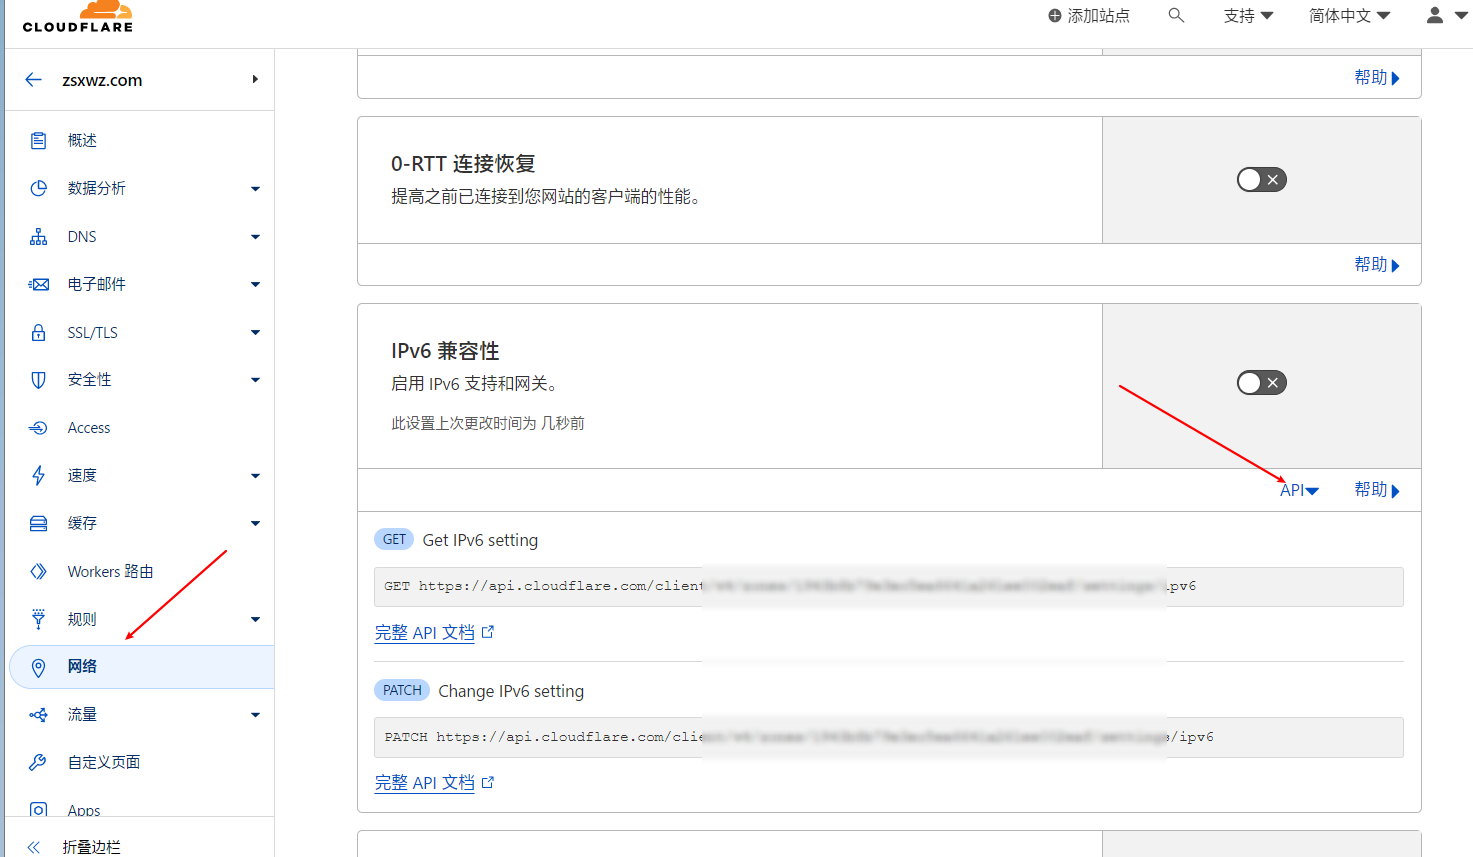 CLOUDFLARE
添加站点
支持
简体中文
zsxwz.com
概述
数据分析
DNS
电子邮件
SSL/TLS
安全性
Access
速度
缓存
Workers 路由
规则
网络
流量
自定义页面
Apps
折叠边栏
帮助
0-RTT 连接恢复
提高之前已连接到您网站的客户端的性能。
帮助
IPv6 兼容性
启用 IPv6 支持和网关。
此设置上次更改时间为 几秒前
API 帮助
GET Get IPv6 setting
GET https://api.cloudflare.com/client ipv6
完整 API 文档
PATCH Change IPv6 setting
PATCH https://api.cloudflare.com/clie /ipv6
完整 API 文档